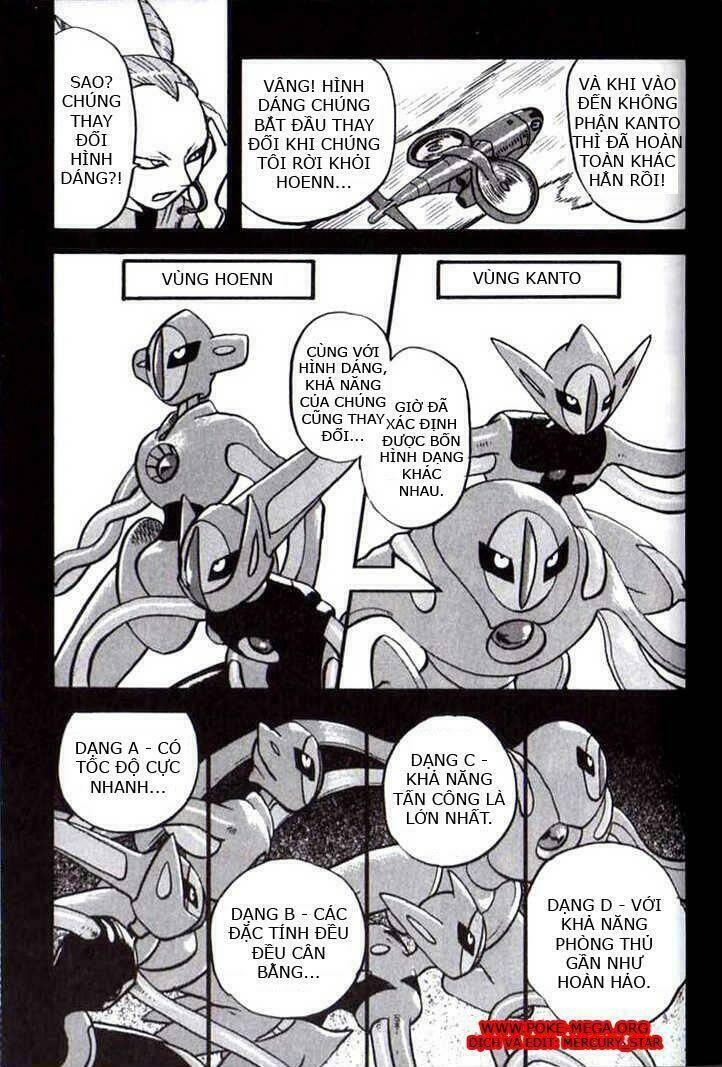 SAO?
CHÚNG
THAY
ĐỔI
HÌNH
DÁNG?!
VÂNG! HÌNH
DÁNG CHÚNG
BẮT ĐẦU THAY
ĐỔI KHI CHÚNG
TÔI RỜI KHỎI
HOENN...
VÀ KHI VÀO
ĐẾN KHÔNG
PHẬN KANTO
THÌ ĐÃ HOÀN
TOÀN KHÁC
HẲN RỒI!
VÙNG HOENN
VÙNG KANTO
CÙNG VỚI
HÌNH DÁNG,
KHẢ NĂNG
CỦA CHÚNG
CŨNG THAY
ĐỔI...
GIỜ ĐÃ
XÁC ĐỊNH
ĐƯỢC BỐN
HÌNH DẠNG
KHÁC
NHAU.
DẠNG A - CÓ
TỐC ĐỘ CỰC
NHANH...
DẠNG B - CÁC
ĐẶC TÍNH ĐỀU
ĐỀU CÂN
BẰNG...
DẠNG C -
KHẢ NĂNG
TẤN CÔNG LÀ
LỚN NHẤT.
DẠNG D - VỚI
KHẢ NĂNG
PHÒNG THỦ
GẦN NHƯ
HOÀN HẢO.
WWW.POKE-MEGA.ORG
DỊCH VÀ EDIT: MERCURY_STAR